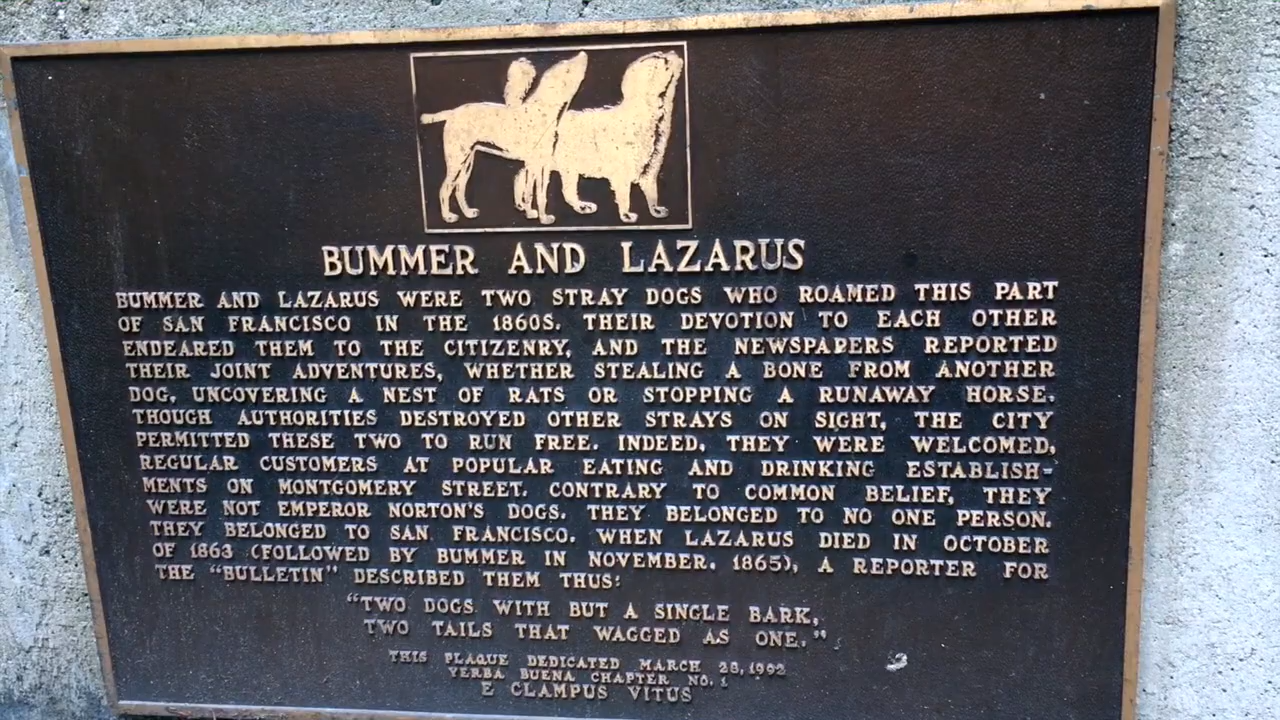 BUMMER AND LAZARUS
BUMMER AND LAZARUS WERE TWO STRAY DOGS WHO ROAMED THIS PART
OF SAN FRANCISCO IN THE 1860S. THEIR DEVOTION TO EACH OTHER
ENDEARED THEM TO THE CITIZENRY, AND THE NEWSPAPERS REPORTED
THEIR JOINT ADVENTURES, WHETHER STEALING A BONE FROM ANOTHER
DOG, UNCOVERING A NEST OF RATS OR STOPPING A RUNAWAY HORSE.
THOUGH AUTHORITIES DESTROYED OTHER STRAYS ON SIGHT, THE CITY
PERMITTED THESE TWO TO RUN FREE. INDEED, THEY WERE WELCOMED,
REGULAR CUSTOMERS AT POPULAR EATING AND DRINKING ESTABLISH-
MENTS ON MONTGOMERY STREET. CONTRARY TO COMMON BELIEF, THEY
WERE NOT EMPEROR NORTON'S DOGS. THEY BELONGED TO NO ONE PERSON.
THEY BELONGED TO SAN FRANCISCO. WHEN LAZARUS DIED IN OCTOBER
OF 1863 (FOLLOWED BY BUMMER IN NOVEMBER, 1865), A REPORTER FOR
THE "BULLETIN" DESCRIBED THEM THUS:
"TWO DOGS WITH BUT A SINGLE BARK,
TWO TAILS THAT WAGGED AS ONE."
THIS PLAQUE DEDICATED MARCH 28, 1992
YERBA BUENA CHAPTER NO. 1
E CLAMPUS VITUS